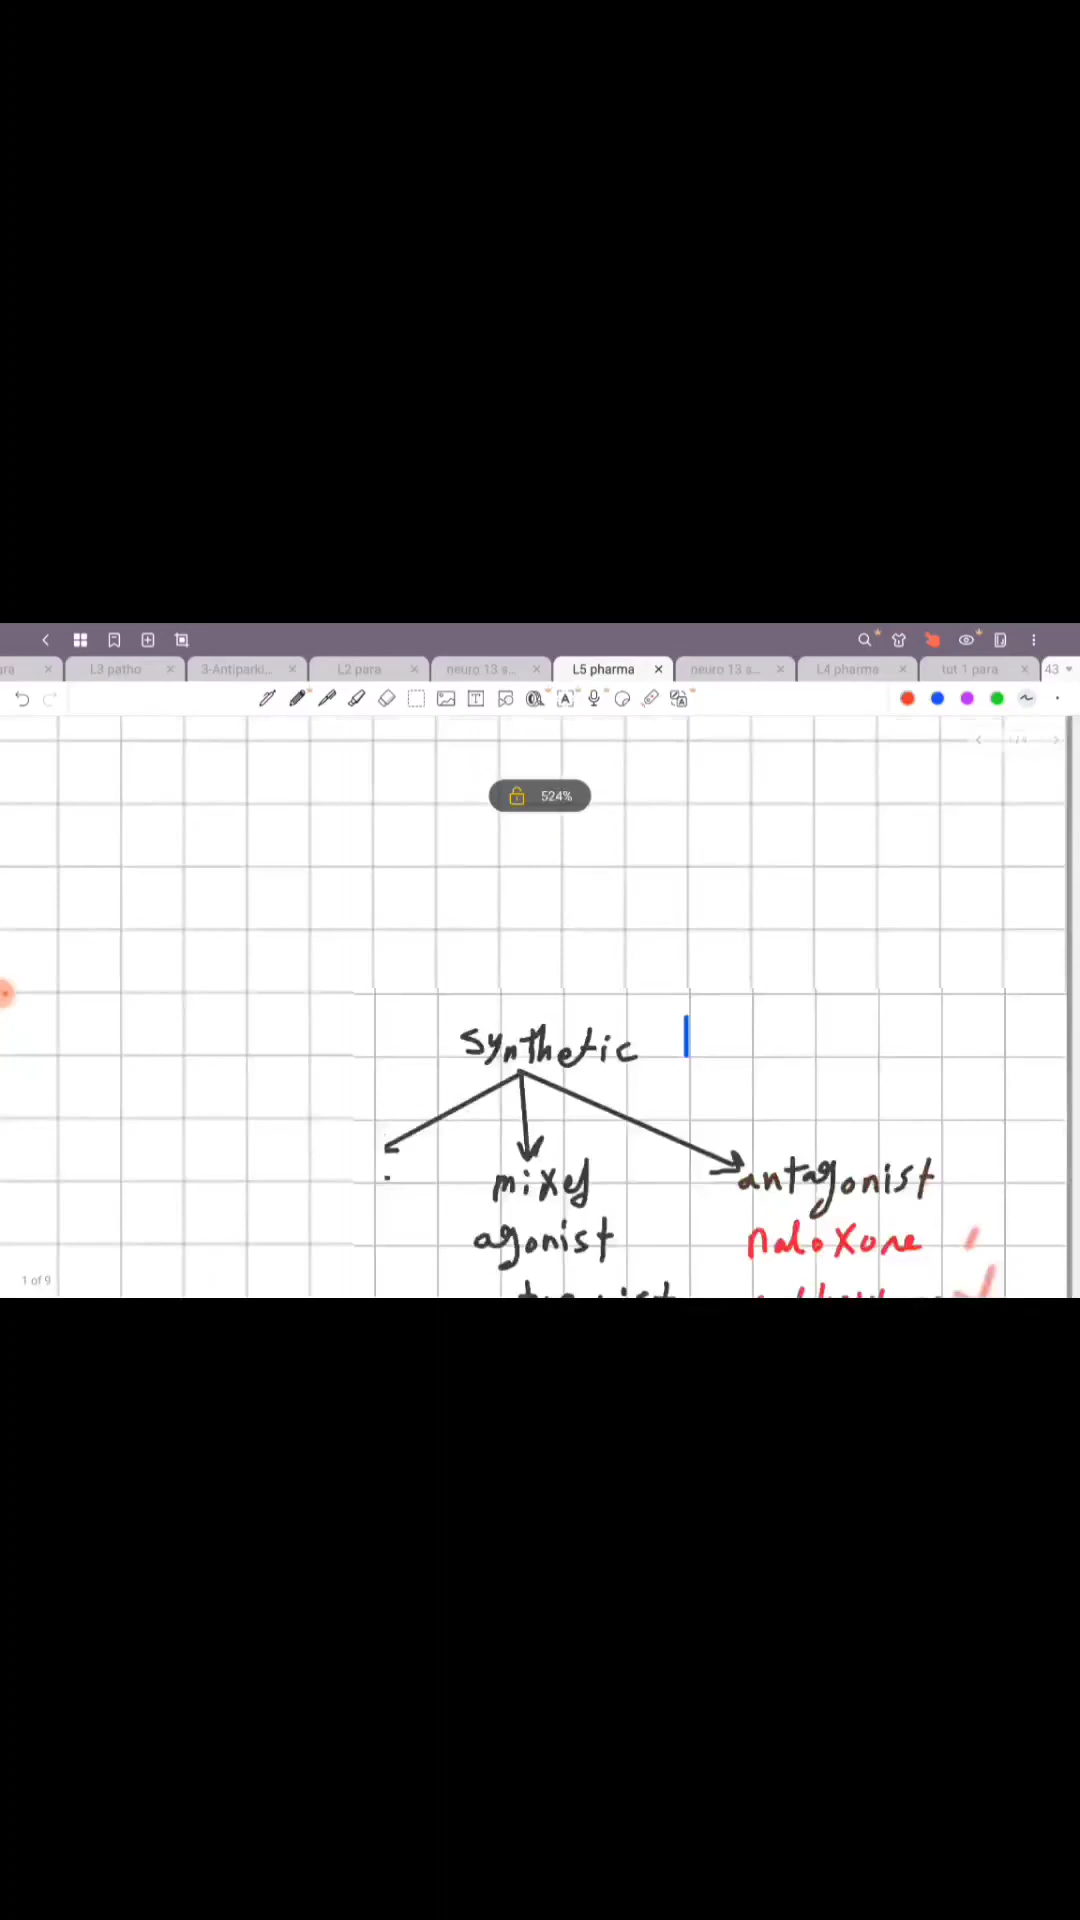 ara × L3 patho × 3-Antiparki... × L2 para × neuro 13 s... × L5 pharma × neuro 13 s... × L4 pharma × tut 1 para × 43
524%
synthetic
mixed antagonist
agonist naloxone
1 of 9